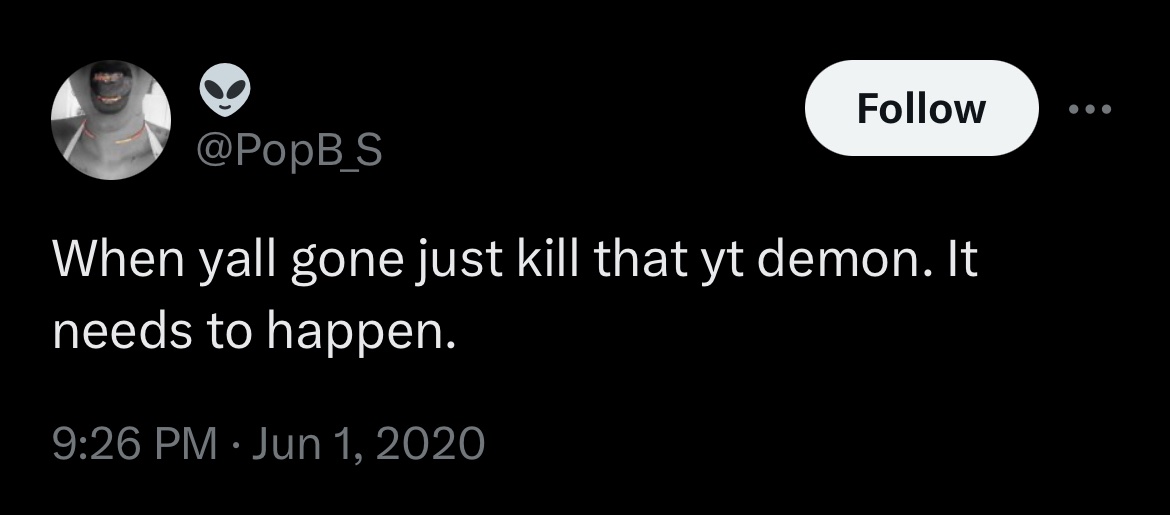 👽
@PopB_S
Follow
When yall gone just kill that yt demon. It
needs to happen.
9:26 PM · Jun 1, 2020